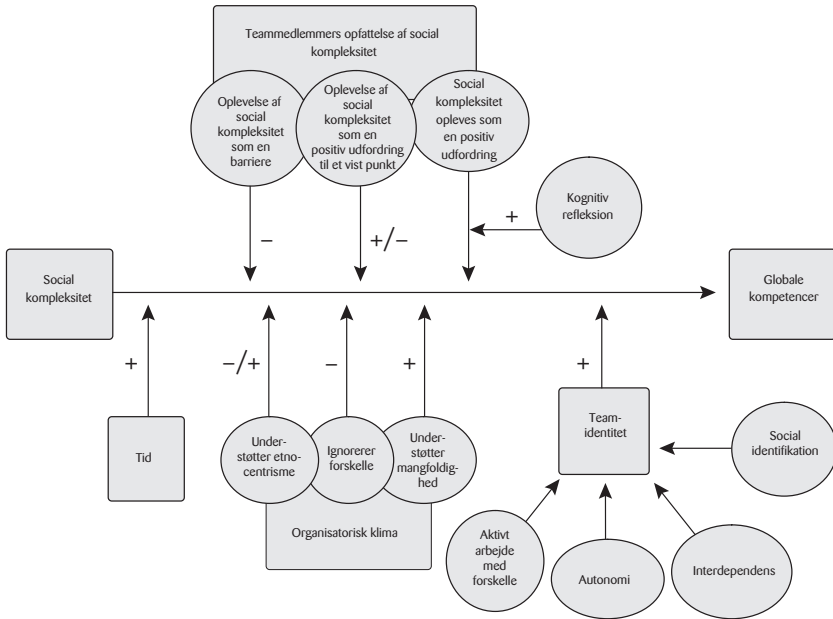 Teammedlemmers opfattelse af social
kompleksitet
Oplevelse af
social
kompleksitet
som en
barriere
Oplevelse af
social
kompleksitet
som en
positiv udfordring
til et vist punkt
Social
kompleksitet
opleves som
en positiv
udfordring
Kognitiv
refleksion
+
–
+/–
Social
kompleksitet
Globale
kompetencer
+
–/+
–
+
+
Tid
Under-
støtter etno-
centrisme
Ignorerer
forskelle
Under-
støtter
mangfoldig-
hed
Organisatorisk klima
Team-
identitet
Social
identifikation
Aktivt
arbejde
med
forskelle
Autonomi
Interdependens